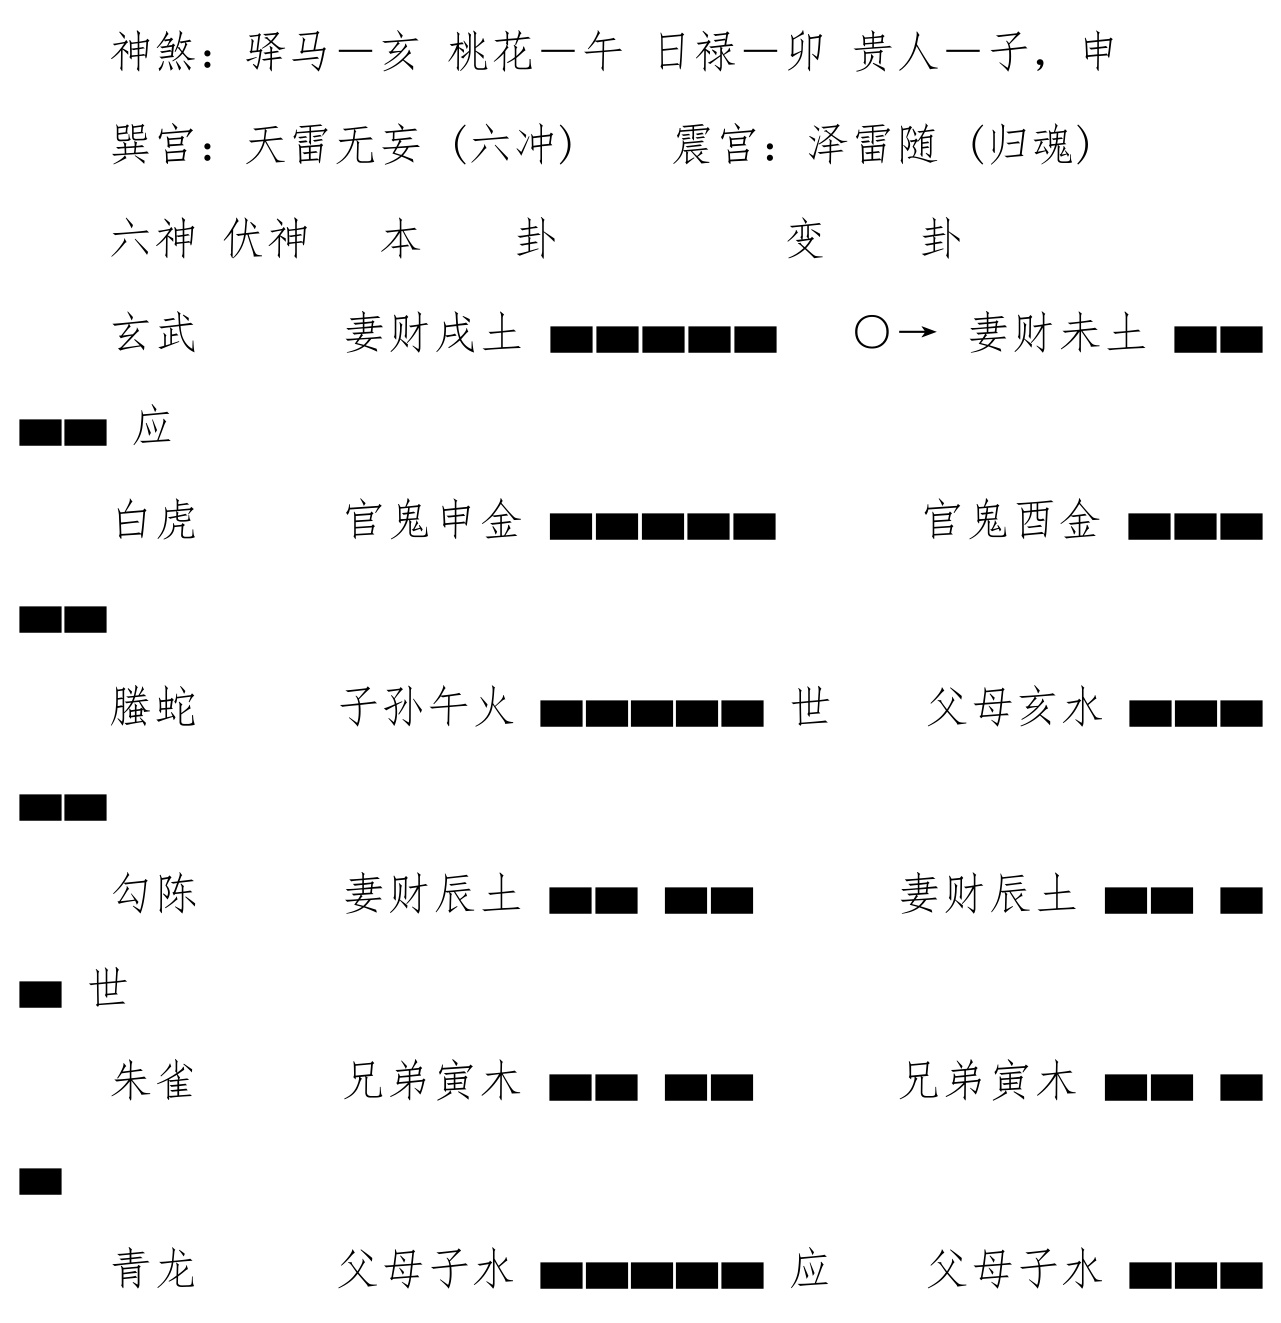 神煞：驿马－亥 桃花－午 日禄－卯 贵人－子，申
巽宫：天雷无妄（六冲） 震宫：泽雷随（归魂）
六神 伏神 本 卦 变 卦
玄武 妻财戌土 ▅▅▅▅▅ ○→ 妻财未土 ▅▅
▅▅ 应
白虎 官鬼申金 ▅▅▅▅▅ 官鬼酉金 ▅▅▅
▅▅
螣蛇 子孙午火 ▅▅▅▅▅ 世 父母亥水 ▅▅▅
▅▅
勾陈 妻财辰土 ▅▅ ▅▅ 妻财辰土 ▅▅ ▅
▅ 世
朱雀 兄弟寅木 ▅▅ ▅▅ 兄弟寅木 ▅▅ ▅
▅
青龙 父母子水 ▅▅▅▅▅ 应 父母子水 ▅▅▅